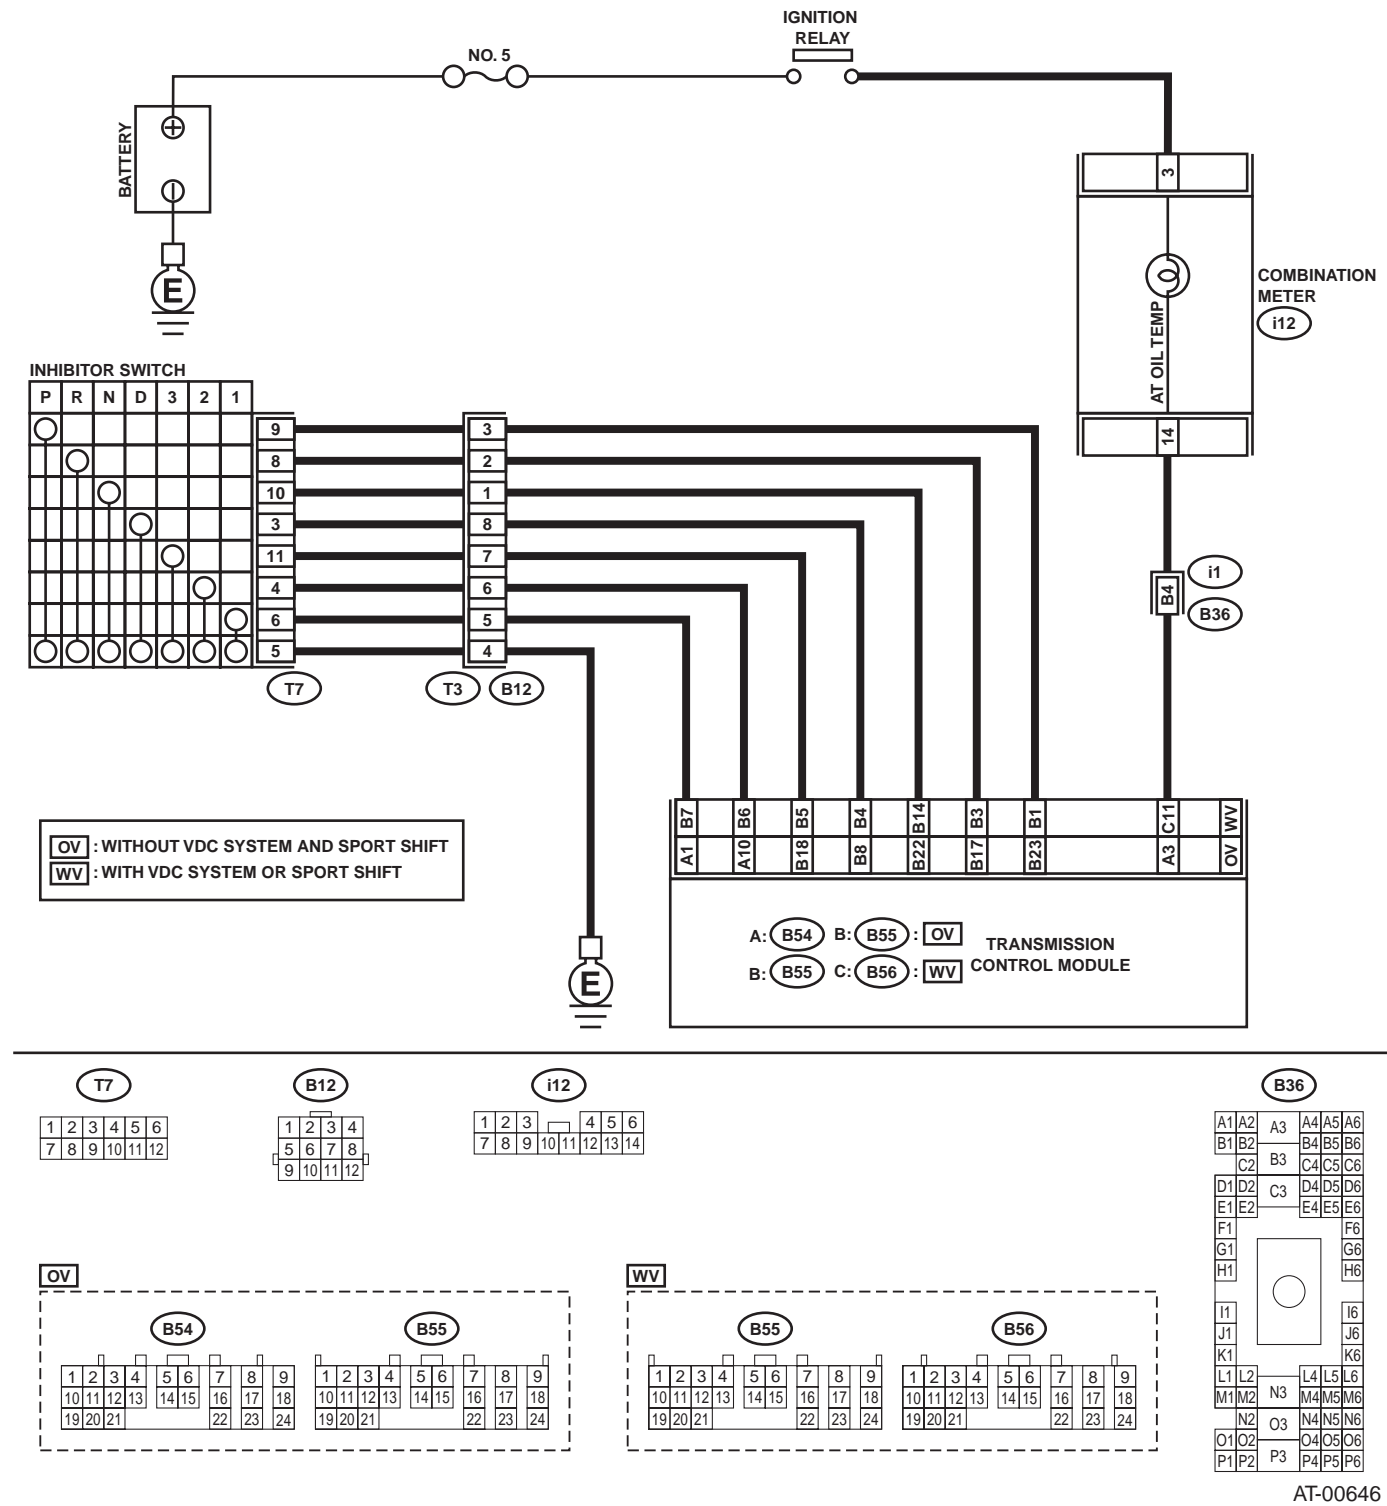 IGNITION
RELAY
NO. 5
BATTERY
E
3
AT OIL TEMP
14
COMBINATION
METER
i12
INHIBITOR SWITCH
P R N D 3 2 1
9 3
8 2
10 1
3 8
11 7
4 6
6 5
5 4
T7 T3 B12
i1
B4
B36
OV : WITHOUT VDC SYSTEM AND SPORT SHIFT
WV : WITH VDC SYSTEM OR SPORT SHIFT
B7 B6 B5 B4 B14 B3 B1 C11 WV
A1 A10 B18 B8 B22 B17 B23 A3 OV
A: B54 B: B55 : OV
B: B55 C: B56 : WV
TRANSMISSION
CONTROL MODULE
E
T7
1 2 3 4 5 6
7 8 9 10 11 12
B12
1 2 3 4
5 6 7 8
9 10 11 12
i12
1 2 3 4 5 6
7 8 9 10 11 12 13 14
B36
A1 A2 A3 A4 A5 A6
B1 B2 B4 B5 B6
B3
C2 C4 C5 C6
D1 D2 C3 D4 D5 D6
E1 E2 E4 E5 E6
F1 F6
G1 G6
H1 H6
I1 I6
J1 J6
K1 K6
L1 L2 L4 L5 L6
M1 M2 N3 M4 M5 M6
N2 O3 N4 N5 N6
O1 O2 O4 O5 O6
P1 P2 P3 P4 P5 P6
OV
B54
1 2 3 4 5 6 7 8 9
10 11 12 13 14 15 16 17 18
19 20 21 22 23 24
B55
1 2 3 4 5 6 7 8 9
10 11 12 13 14 15 16 17 18
19 20 21 22 23 24
WV
B55
1 2 3 4 5 6 7 8 9
10 11 12 13 14 15 16 17 18
19 20 21 22 23 24
B56
1 2 3 4 5 6 7 8 9
10 11 12 13 14 15 16 17 18
19 20 21 22 23 24
AT-00646